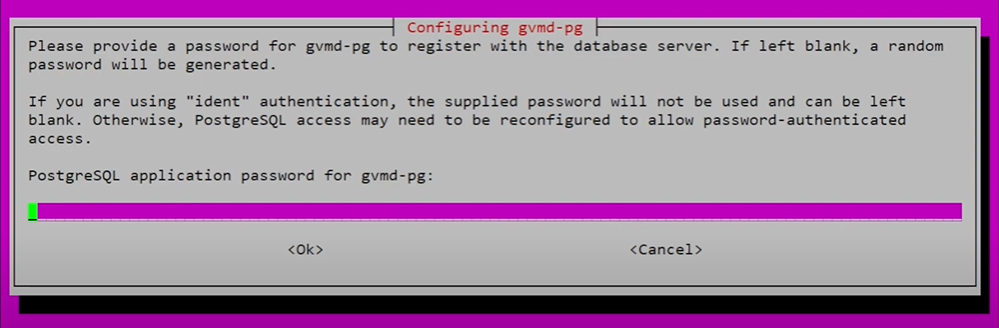 Configuring gvmd-pg
Please provide a password for gvmd-pg to register with the database server. If left blank, a random
password will be generated.
If you are using "ident" authentication, the supplied password will not be used and can be left
blank. Otherwise, PostgreSQL access may need to be reconfigured to allow password-authenticated
access.
PostgreSQL application password for gvmd-pg:
<Ok> <Cancel>